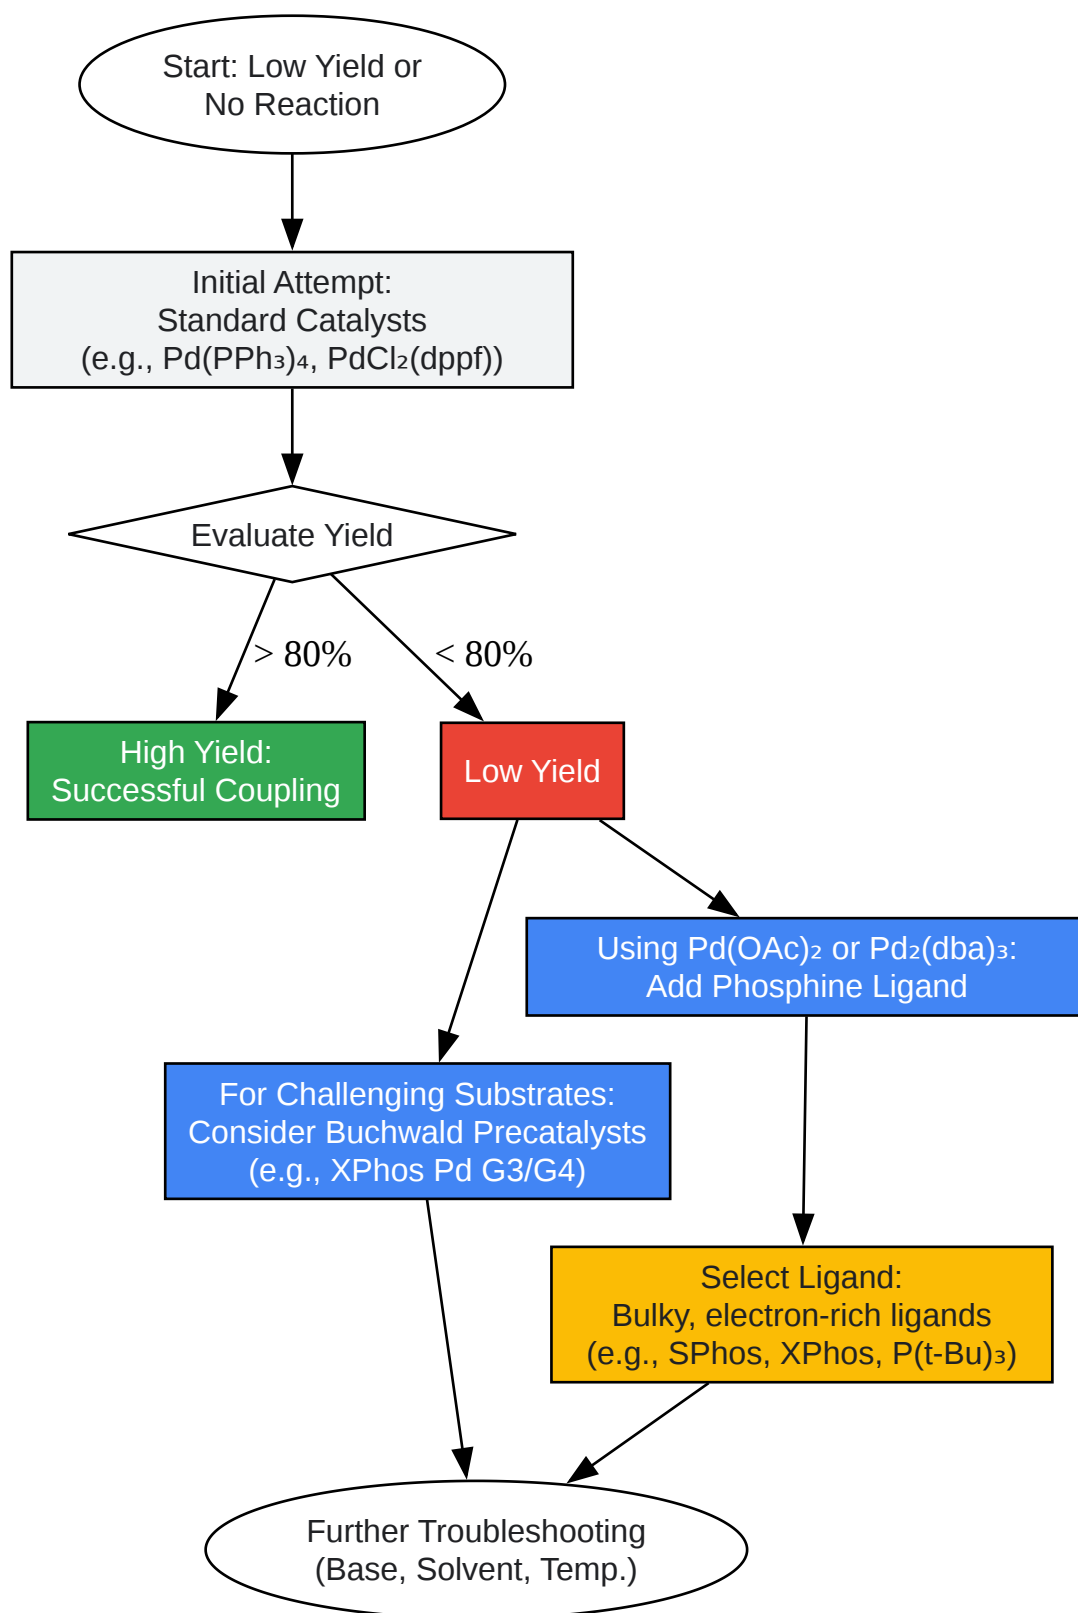 Start: Low Yield or
No Reaction
Initial Attempt:
Standard Catalysts
(e.g., Pd(PPh₃)₄, PdCl₂(dppf))
Evaluate Yield
> 80%
< 80%
High Yield:
Successful Coupling
Low Yield
Using Pd(OAc)₂ or Pd₂(dba)₃:
Add Phosphine Ligand
For Challenging Substrates:
Consider Buchwald Precatalysts
(e.g., XPhos Pd G3/G4)
Select Ligand:
Bulky, electron-rich ligands
(e.g., SPhos, XPhos, P(t-Bu)₃)
Further Troubleshooting
(Base, Solvent, Temp.)